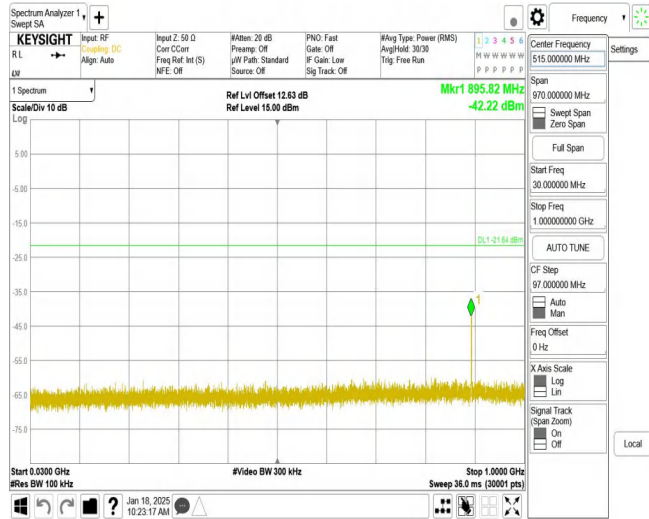 Spectrum Analyzer 1
Swept SA
Frequency
KEYSIGHT
RL
Input: RF
Coupling: DC
Align: Auto
Input Z: 50 Ω
Corr CCorr
Freq Ref: Int (S)
NFE: Off
#Atten: 20 dB
Preamp: Off
µW Path: Standard
Source: Off
PNO: Fast
Gate: Off
IF Gain: Low
Sig Track: Off
#Avg Type: Power (RMS)
Avg|Hold: 30/30
Trig: Free Run
1 2 3 4 5 6
M W W W W W
P P P P P P
Center Frequency
515.000000 MHz
Settings
1 Spectrum
Scale/Div 10 dB
Log
Ref Lvl Offset 12.63 dB
Ref Level 15.00 dBm
Mkr1 895.82 MHz
-42.22 dBm
Span
970.000000 MHz
Swept Span
Zero Span
Full Span
Start Freq
30.000000 MHz
Stop Freq
1.000000000 GHz
AUTO TUNE
CF Step
97.000000 MHz
Auto
Man
Freq Offset
0 Hz
X Axis Scale
Log
Lin
Signal Track
(Span Zoom)
On
Off
Local
5.00
-5.00
-15.0
-25.0
-35.0
-45.0
-55.0
-65.0
-75.0
DL1 -21.64 dBm
1
Start 0.0300 GHz
#Res BW 100 kHz
#Video BW 300 kHz
Stop 1.0000 GHz
Sweep 36.0 ms (30001 pts)
?
Jan 18, 2025
10:23:17 AM